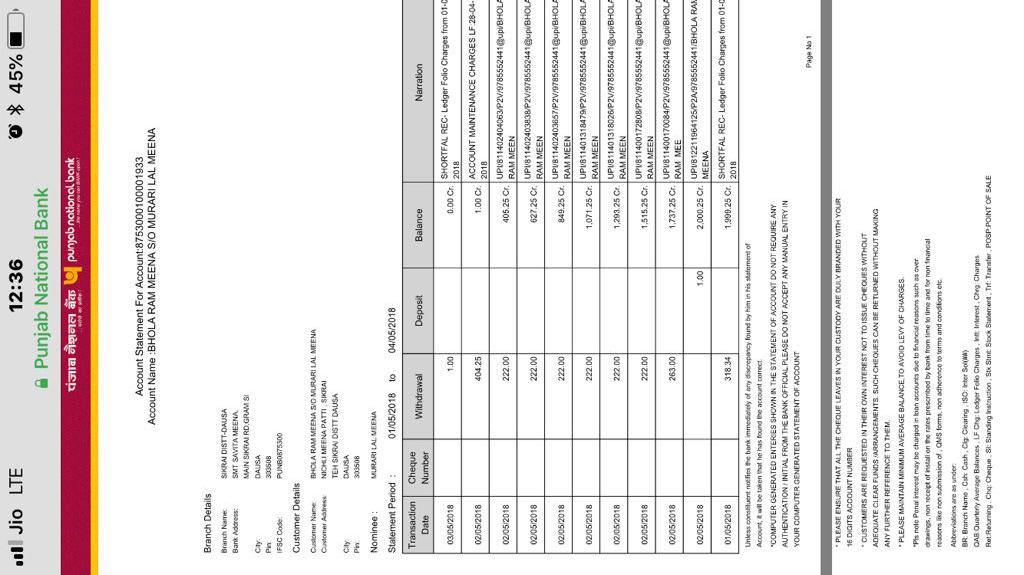 Jio LTE 12:36 45%
Punjab National Bank
पंजाब नैशनल बैंक punjab national bank
Account Statement For Account:8753000100001933
Account Name :BHOLA RAM MEENA S/O MURARI LAL MEENA
Branch Details
Branch Name: SIKRAI DISTT-DAUSA
Bank Address: SMT SAVITA MEENA,
MAIN SIKRAI RD,GRAM SI
City: DAUSA
Pin: 303508
IFSC Code: PUNB0875300
Customer Details
Customer Name: BHOLA RAM MEENA S/O MURARI LAL MEENA
Customer Address: NICHLI MEENA PATTI , SIKRAI
TEH SIKRAI DISTT DAUSA
City: DAUSA
Pin: 303508
Nominee : MURARI LAL MEENA
Statement Period : 01/05/2018 to 04/05/2018
Transaction Date Cheque Number Withdrawal Deposit Balance Narration
03/05/2018 1.00 0.00 Cr. SHORTFAL REC- Ledger Folio Charges from 01-0
2018
02/05/2018 404.25 1.00 Cr. ACCOUNT MAINTENANCE CHARGES LF 28-04-
2018
02/05/2018 222.00 405.25 Cr. UPI/811402404063/P2V/9785552441@upi/BHOLA
RAM MEEN
02/05/2018 222.00 627.25 Cr. UPI/811402403838/P2V/9785552441@upi/BHOLA
RAM MEEN
02/05/2018 222.00 849.25 Cr. UPI/811402403657/P2V/9785552441@upi/BHOLA
RAM MEEN
02/05/2018 222.00 1,071.25 Cr. UPI/811401318479/P2V/9785552441@upi/BHOLA
RAM MEEN
02/05/2018 222.00 1,293.25 Cr. UPI/811401318026/P2V/9785552441@upi/BHOLA
RAM MEEN
02/05/2018 222.00 1,515.25 Cr. UPI/811400172808/P2V/9785552441@upi/BHOLA
RAM MEEN
02/05/2018 263.00 1,737.25 Cr. UPI/811400170084/P2V/9785552441@upi/BHOLA
RAM MEE
02/05/2018 1.00 2,000.25 Cr. UPI/812211964125/P2A/9785552441/BHOLA RAM
MEENA
01/05/2018 318.34 1,999.25 Cr. SHORTFAL REC- Ledger Folio Charges from 01-0
2018
Unless constituent notifies the bank immediately of any discrepancy found by him in his statement of
Account, it will be taken that he has found the account correct.
*COMPUTER GENERATED ENTERIES SHOWN IN THE STATEMENT OF ACCOUNT DO NOT REQUIRE ANY
AUTHENTICATION / INITIAL FROM THE BANK OFFICIAL.PLEASE DO NOT ACCEPT ANY MANUAL ENTRY IN
YOUR COMPUTER GENERATED STATEMENT OF ACCOUNT
Page No 1
* PLEASE ENSURE THAT ALL THE CHEQUE LEAVES IN YOUR CUSTODY ARE DULY BRANDED WITH YOUR
16 DIGITS ACCOUNT NUMBER
* CUSTOMERS ARE REQUESTED IN THEIR OWN INTEREST NOT TO ISSUE CHEQUES WITHOUT
ADEQUATE CLEAR FUNDS /ARRANGEMENTS. SUCH CHEQUES CAN BE RETURNED WITHOUT MAKING
ANY FURTHER REFERENCE TO THEM.
* PLEASE MAINTAIN MINIMUM AVERAGE BALANCE,TO AVOID LEVY OF CHARGES.
*Pls note Penal interest may be charged in loan accounts due to financial reasons such as over
drawings, non receipt of install on the rates prescribed by bank from time to time and for non financial
reasons like non submission of , QMS forms, non adherence to terms and conditions etc.
Abbreviations are as under:
BR: Branch Name , Csh: Cash , Clg: Clearing , ISO: Inter Sol(##)
QAB:Quarterly Average Balances , LF Chg: Ledger Folio Charges , Intt: Interest , Chrg: Charges
Ret:Returning , Chq: Cheque , SI: Standing Instruction , Stk Stmt: Stock Statement , Trf: Transfer , POSP:POINT OF SALE